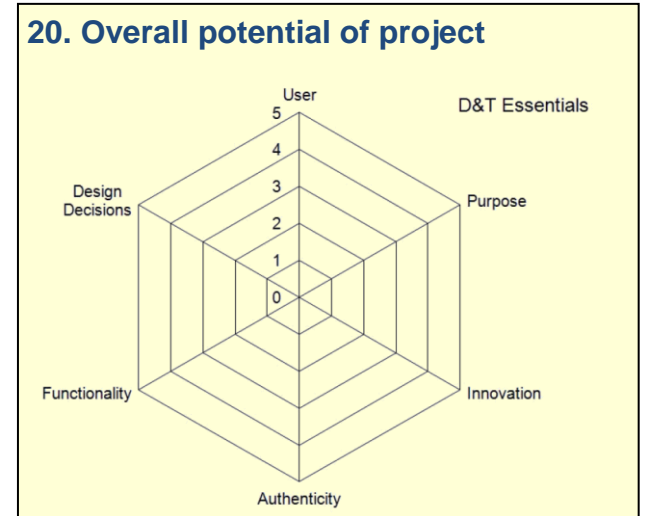 20. Overall potential of project
User
D&T Essentials
5
4
3
2
1
0
Design
Decisions
Purpose
Functionality
Innovation
Authenticity